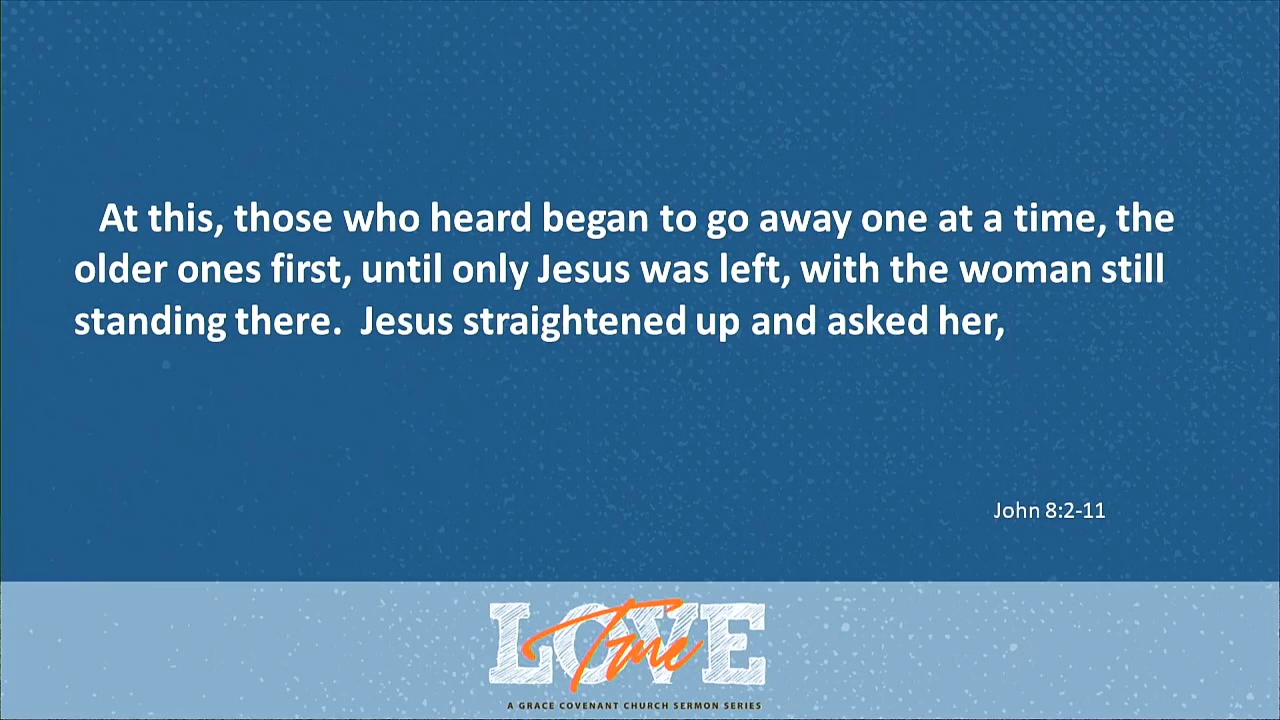 At this, those who heard began to go away one at a time, the
older ones first, until only Jesus was left, with the woman still
standing there.  Jesus straightened up and asked her,
John 8:2-11
LOVE
True
A GRACE COVENANT CHURCH SERMON SERIES